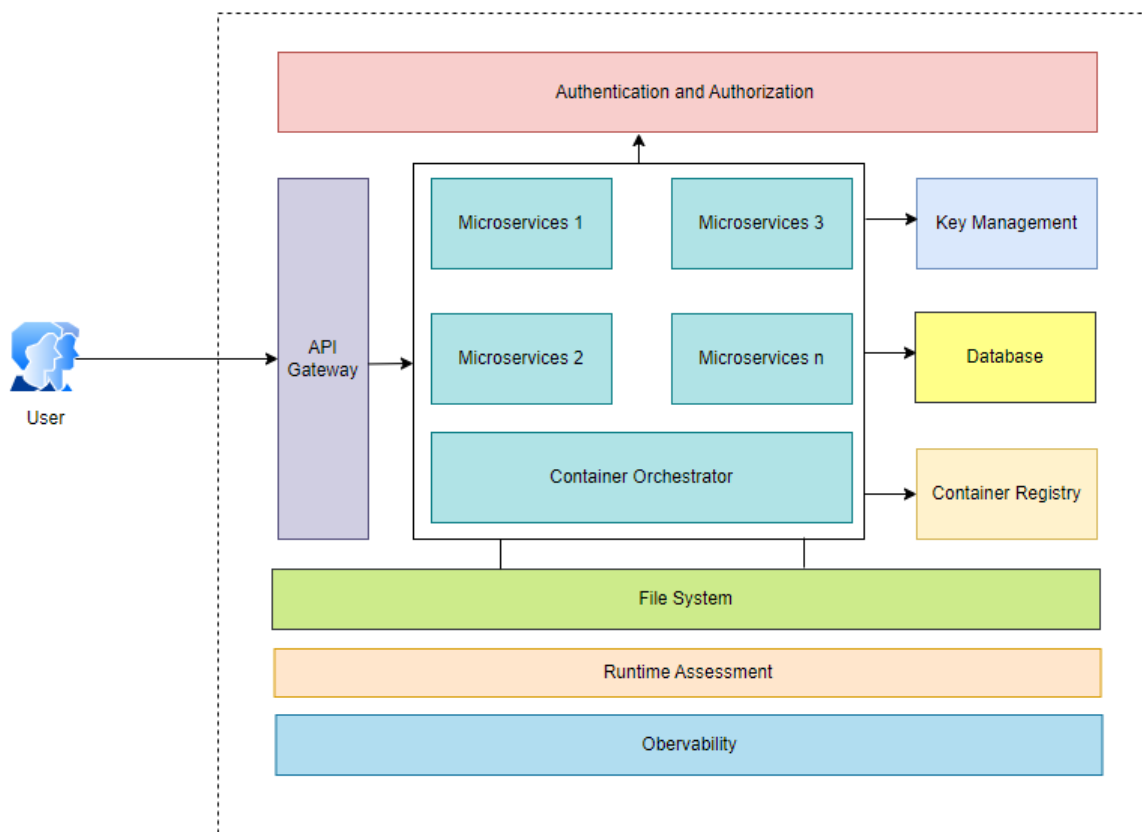 Authentication and Authorization
Microservices 1
Microservices 3
Key Management
API
Gateway
Microservices 2
Microservices n
Database
User
Container Orchestrator
Container Registry
File System
Runtime Assessment
Obervability